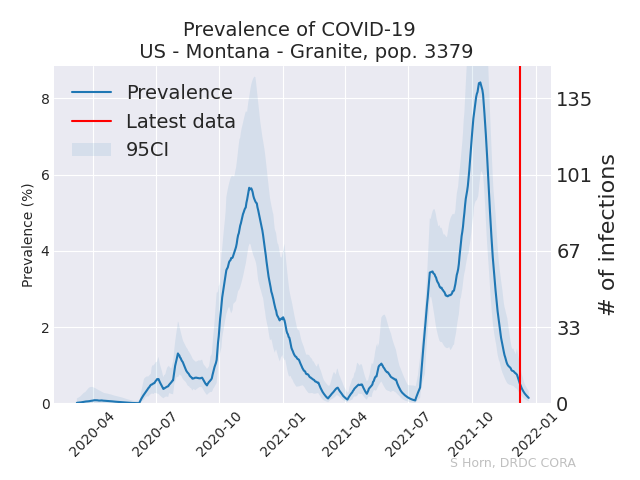 Prevalence of COVID-19
US - Montana - Granite, pop. 3379
Prevalence
Latest data
95CI
Prevalence (%)
8
6
4
2
0
135
101
67
33
0
# of infections
2020-04
2020-07
2020-10
2021-01
2021-04
2021-07
2021-10
2022-01
S Horn, DRDC CORA